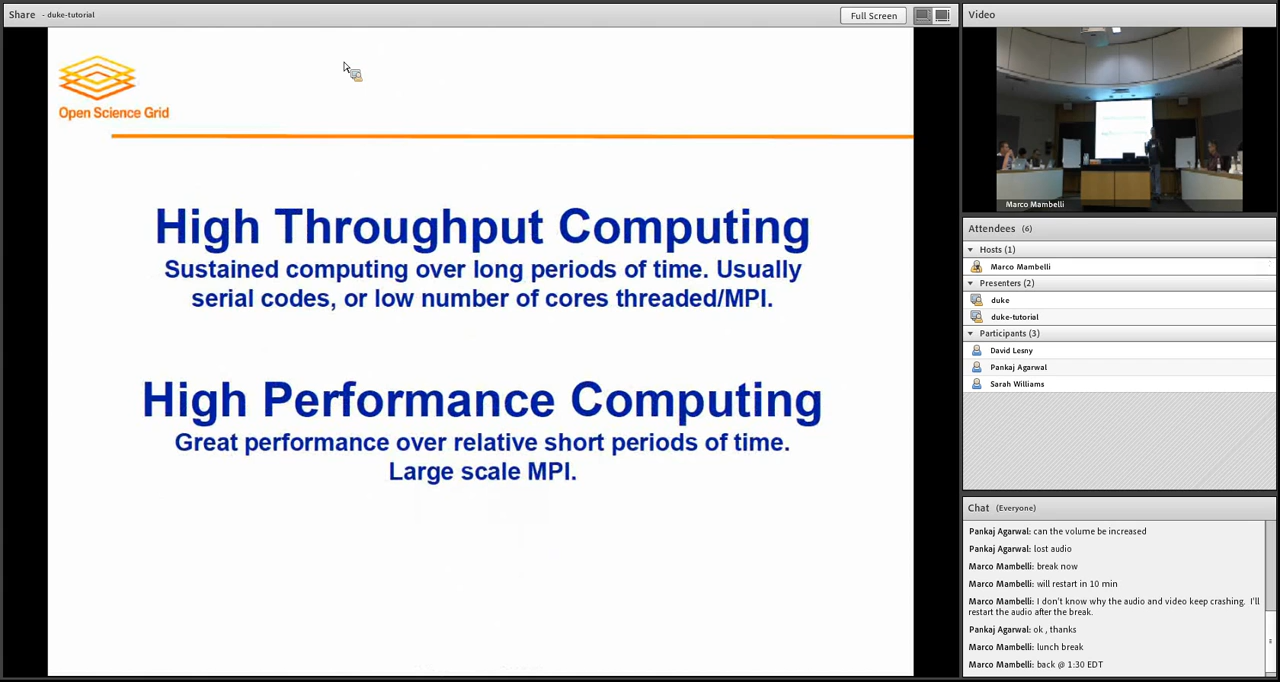 Share - duke-tutorial
Full Screen
Open Science Grid
High Throughput Computing
Sustained computing over long periods of time. Usually
serial codes, or low number of cores threaded/MPI.
High Performance Computing
Great performance over relative short periods of time.
Large scale MPI.
Video
Marco Mambelli
Attendees (6)
Hosts (1)
Marco Mambelli
Presenters (2)
duke
duke-tutorial
Participants (3)
David Lesny
Pankaj Agarwal
Sarah Williams
Chat (Everyone)
Pankaj Agarwal: can the volume be increased
Pankaj Agarwal: lost audio
Marco Mambelli: break now
Marco Mambelli: will restart in 10 min
Marco Mambelli: I don't know why the audio and video keep crashing. I'll
restart the audio after the break.
Pankaj Agarwal: ok , thanks
Marco Mambelli: lunch break
Marco Mambelli: back @ 1:30 EDT